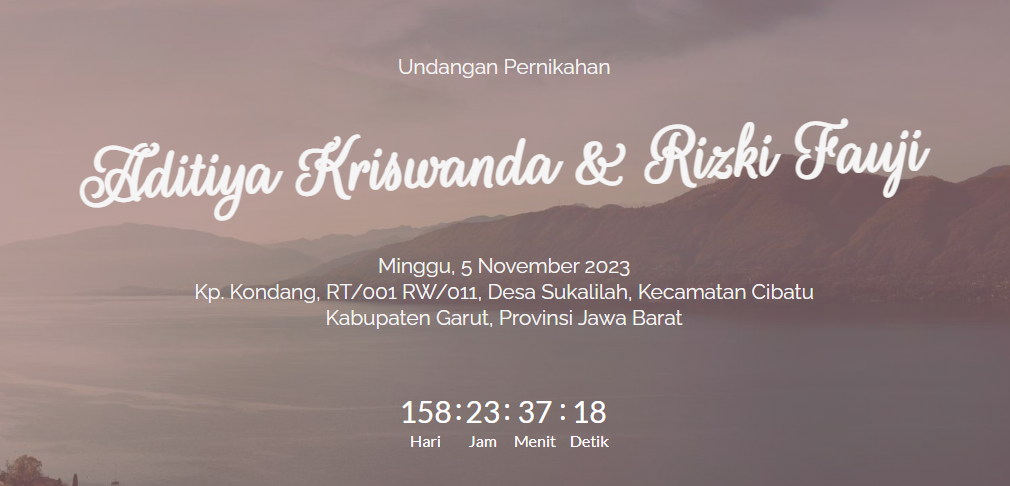 Undangan Pernikahan
Aditiya Kriswanda & Rizki Fauji
Minggu, 5 November 2023
Kp. Kondang, RT/001 RW/011, Desa Sukalilah, Kecamatan Cibatu
Kabupaten Garut, Provinsi Jawa Barat
158 : 23 : 37 : 18
Hari Jam Menit Detik